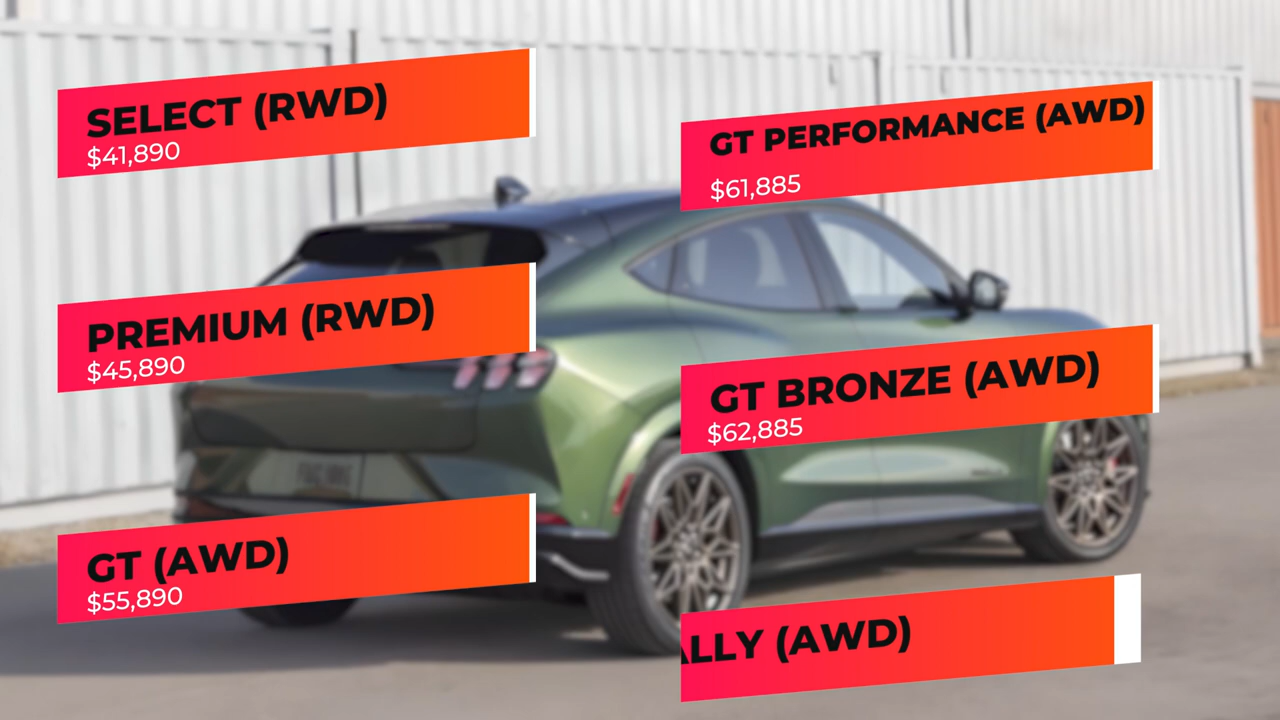 SELECT (RWD)
$41,890
PREMIUM (RWD)
$45,890
GT (AWD)
$55,890
GT PERFORMANCE (AWD)
$61,885
GT BRONZE (AWD)
$62,885
ALLY (AWD)